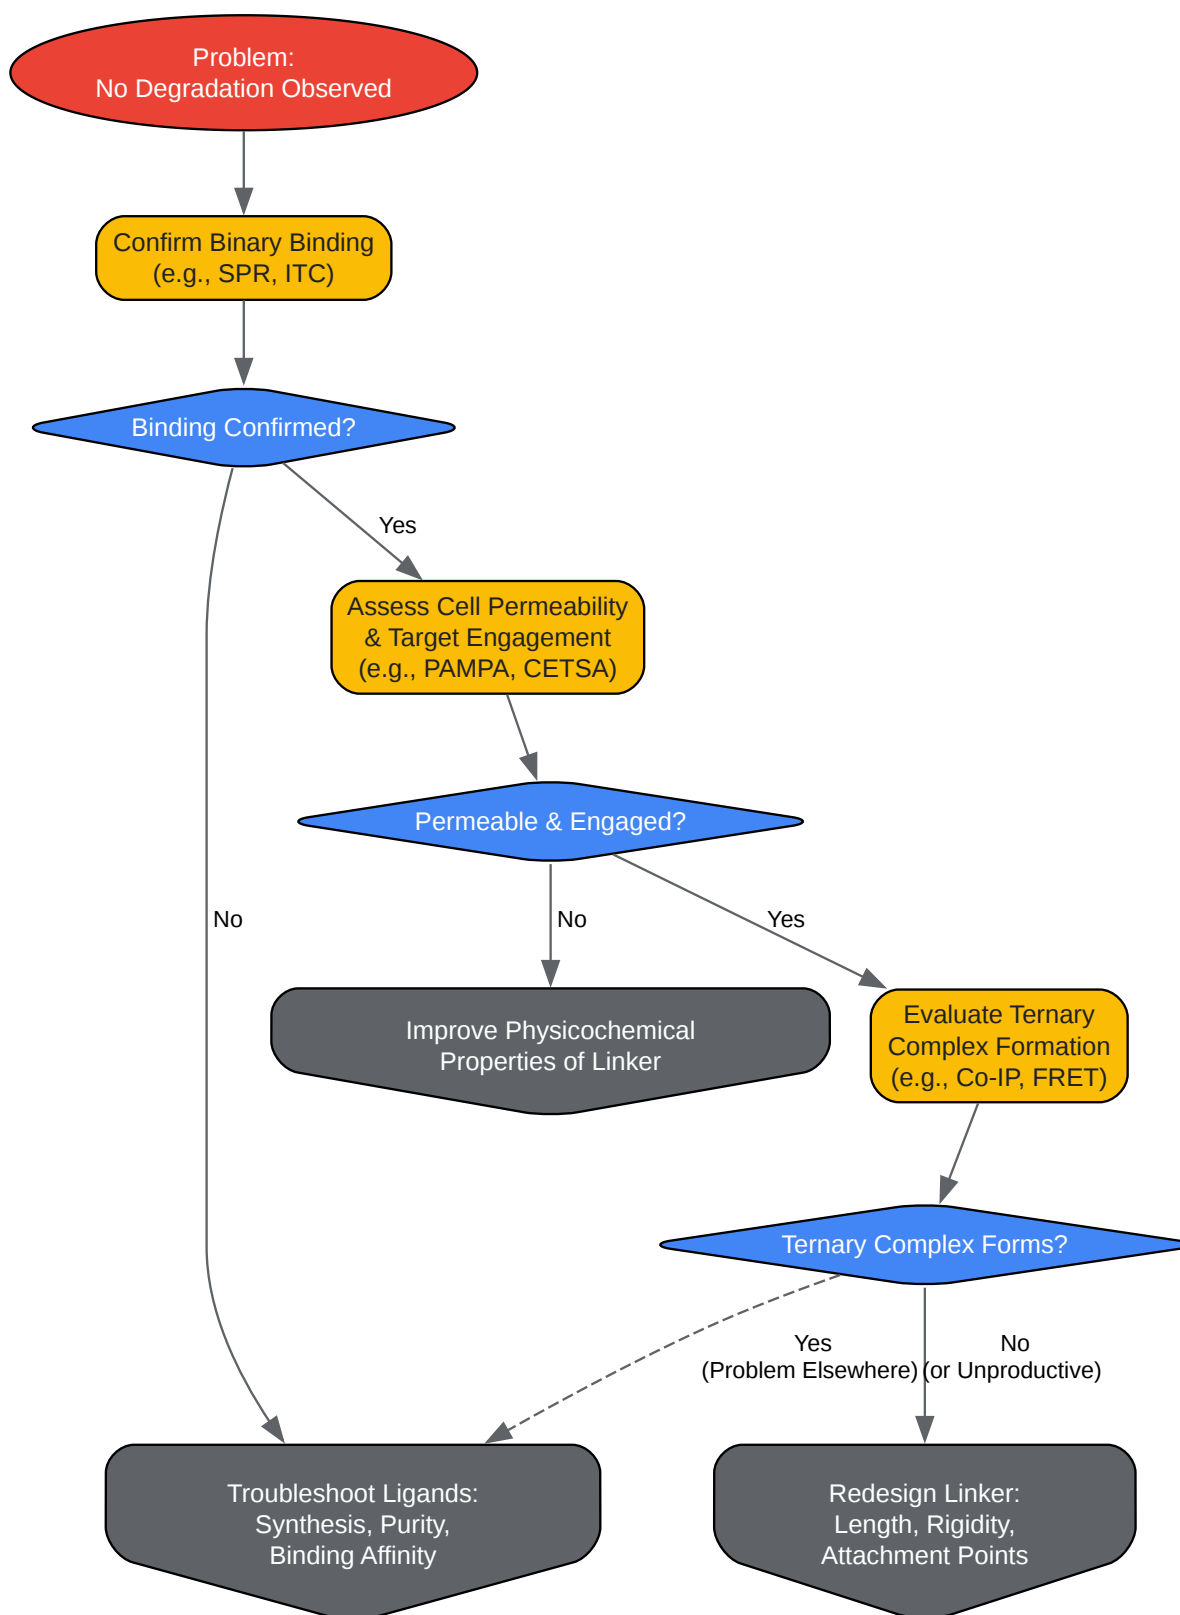 Problem:
No Degradation Observed
Confirm Binary Binding
(e.g., SPR, ITC)
Binding Confirmed?
Yes
Assess Cell Permeability
& Target Engagement
(e.g., PAMPA, CETSA)
Permeable & Engaged?
No
No
Yes
Improve Physicochemical
Properties of Linker
Evaluate Ternary
Complex Formation
(e.g., Co-IP, FRET)
Ternary Complex Forms?
Yes
(Problem Elsewhere)
No
(or Unproductive)
Troubleshoot Ligands:
Synthesis, Purity,
Binding Affinity
Redesign Linker:
Length, Rigidity,
Attachment Points